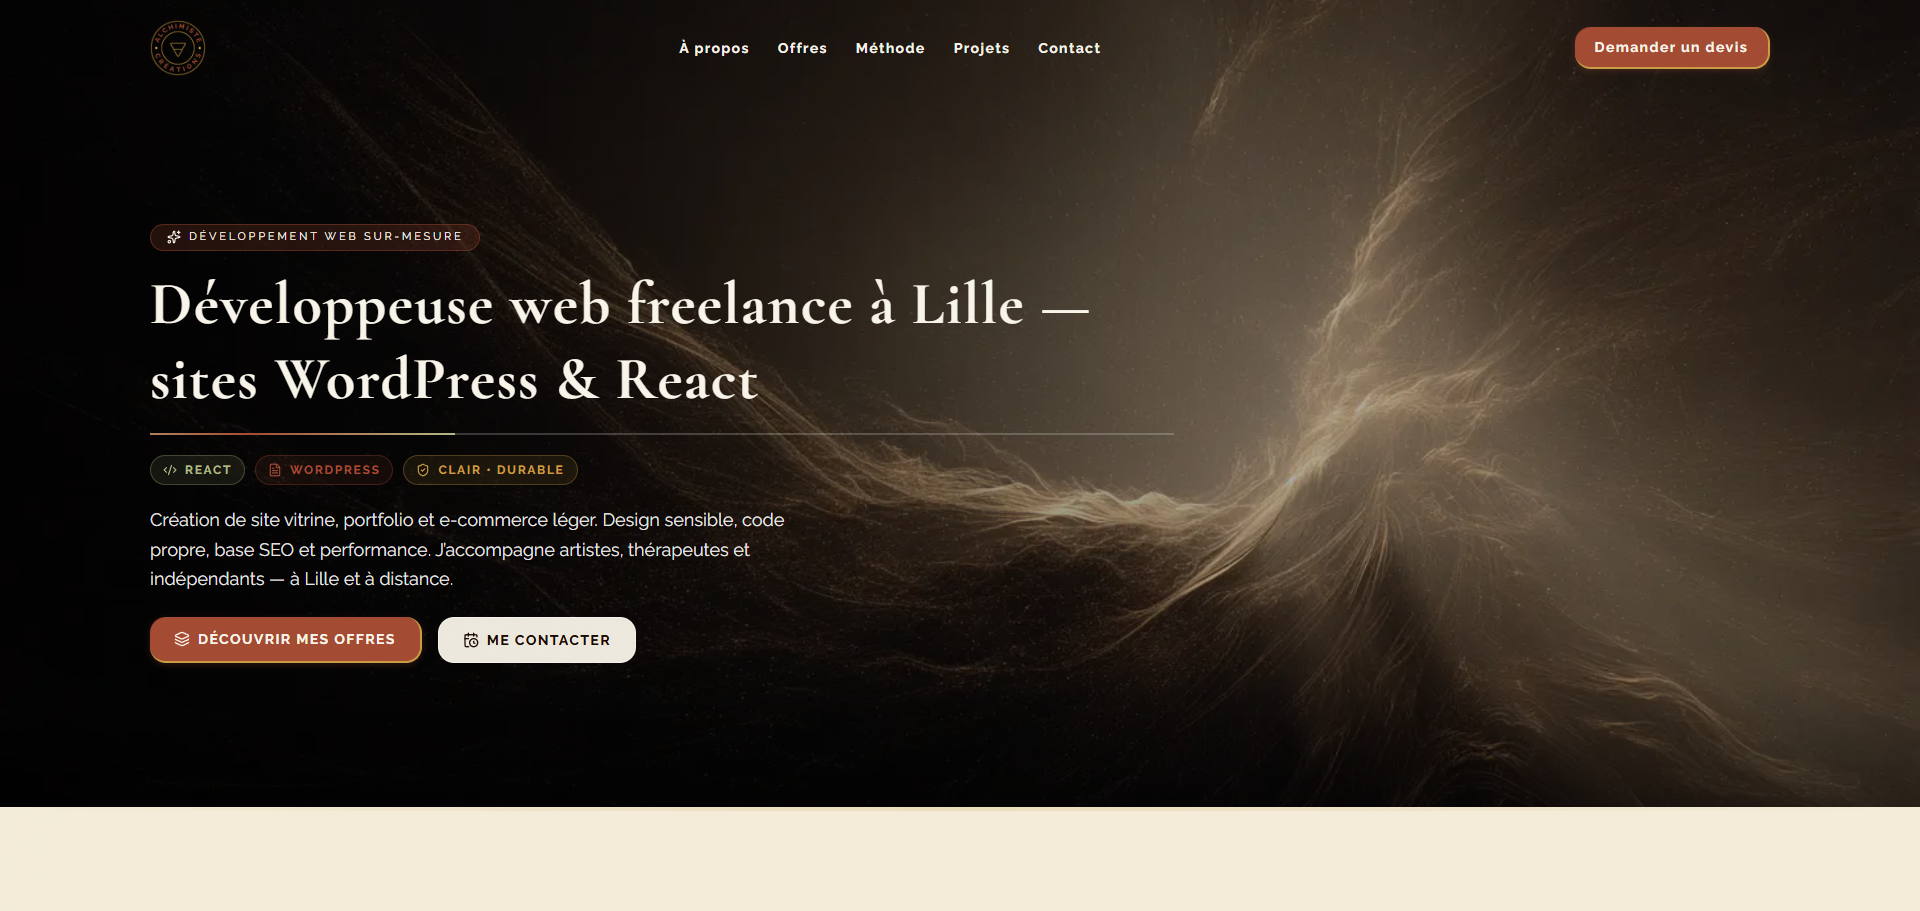 ALCHIMISTE CREATIONS
À propos
Offres
Méthode
Projets
Contact
Demander un devis
DÉVELOPPEMENT WEB SUR-MESURE
Développeuse web freelance à Lille —
sites WordPress & React
REACT
WORDPRESS
CLAIR • DURABLE
Création de site vitrine, portfolio et e-commerce léger. Design sensible, code
propre, base SEO et performance. J’accompagne artistes, thérapeutes et
indépendants — à Lille et à distance.
DÉCOUVRIR MES OFFRES
ME CONTACTER